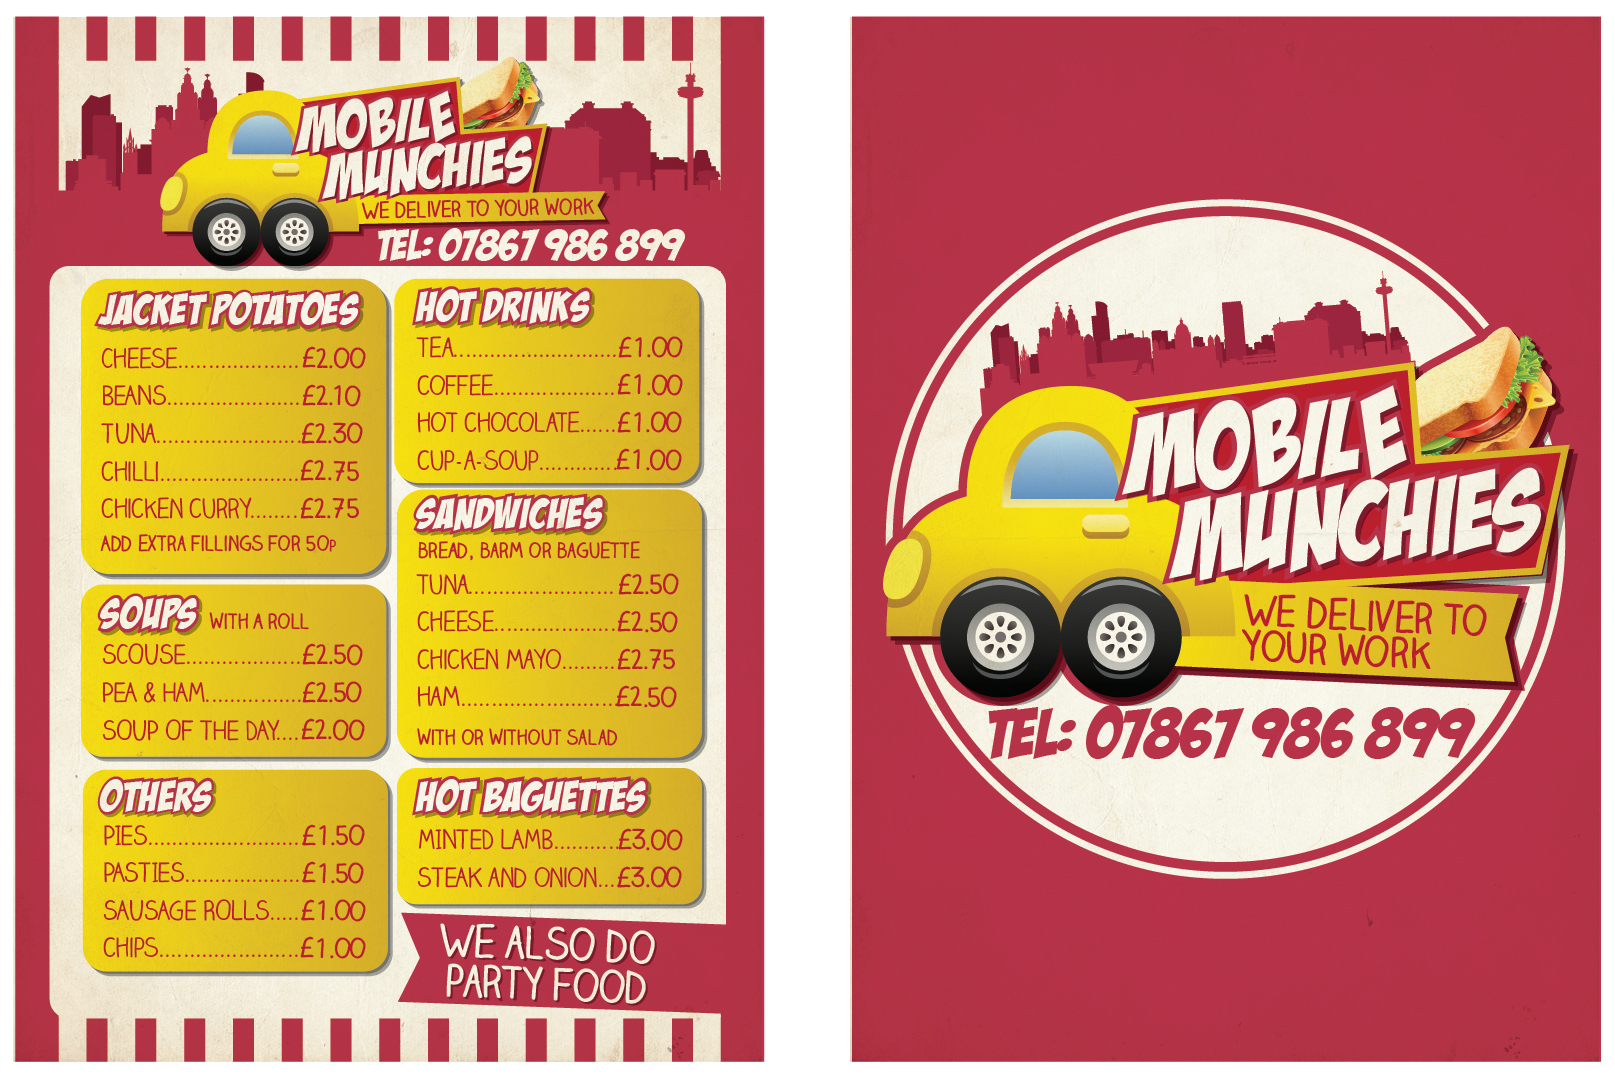 MOBILE
MUNCHIES
WE DELIVER TO YOUR WORK
TEL: 07867 986 899
JACKET POTATOES
CHEESE.....................£2.00
BEANS.......................£2.10
TUNA.........................£2.30
CHILLI........................£2.75
CHICKEN CURRY........£2.75
ADD EXTRA FILLINGS FOR 50P
SOUPS WITH A ROLL
SCOUSE....................£2.50
PEA & HAM................£2.50
SOUP OF THE DAY....£2.00
OTHERS
PIES..........................£1.50
PASTIES....................£1.50
SAUSAGE ROLLS.....£1.00
CHIPS........................£1.00
HOT DRINKS
TEA............................£1.00
COFFEE.....................£1.00
HOT CHOCOLATE......£1.00
CUP-A-SOUP.............£1.00
SANDWICHES
BREAD, BARM OR BAGUETTE
TUNA......................... £2.50
CHEESE.....................£2.50
CHICKEN MAYO.........£2.75
HAM...........................£2.50
WITH OR WITHOUT SALAD
HOT BAGUETTES
MINTED LAMB...........£3.00
STEAK AND ONION...£3.00
WE ALSO DO
PARTY FOOD
MOBILE
MUNCHIES
WE DELIVER TO
YOUR WORK
TEL: 07867 986 899